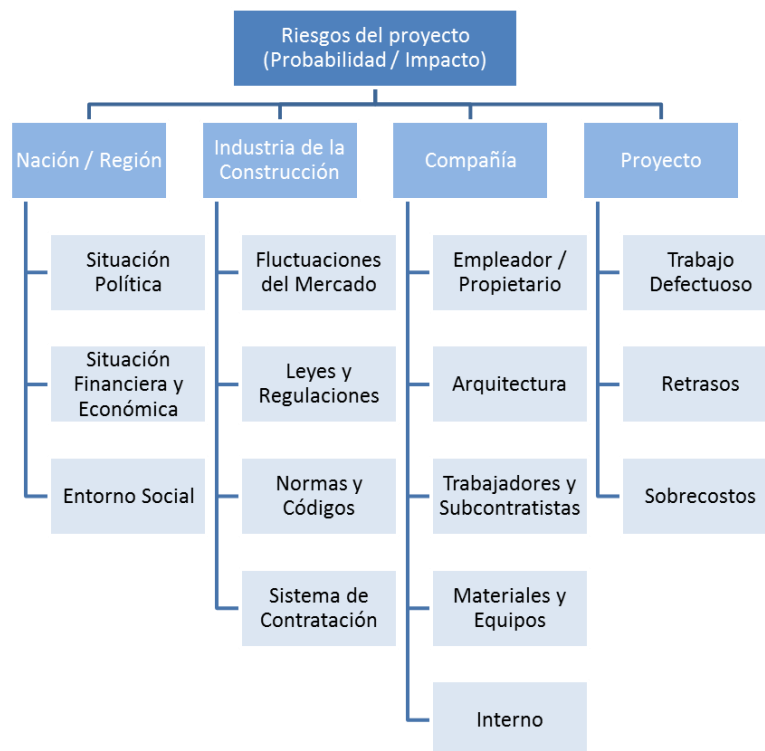 Riesgos del proyecto
(Probabilidad / Impacto)
Nación / Región
Situación
Política
Situación
Financiera y
Económica
Entorno Social
Industria de la
Construcción
Fluctuaciones
del Mercado
Leyes y
Regulaciones
Normas y
Códigos
Sistema de
Contratación
Compañía
Empleador /
Propietario
Arquitectura
Trabajadores y
Subcontratistas
Materiales y
Equipos
Interno
Proyecto
Trabajo
Defectuoso
Retrasos
Sobrecostos